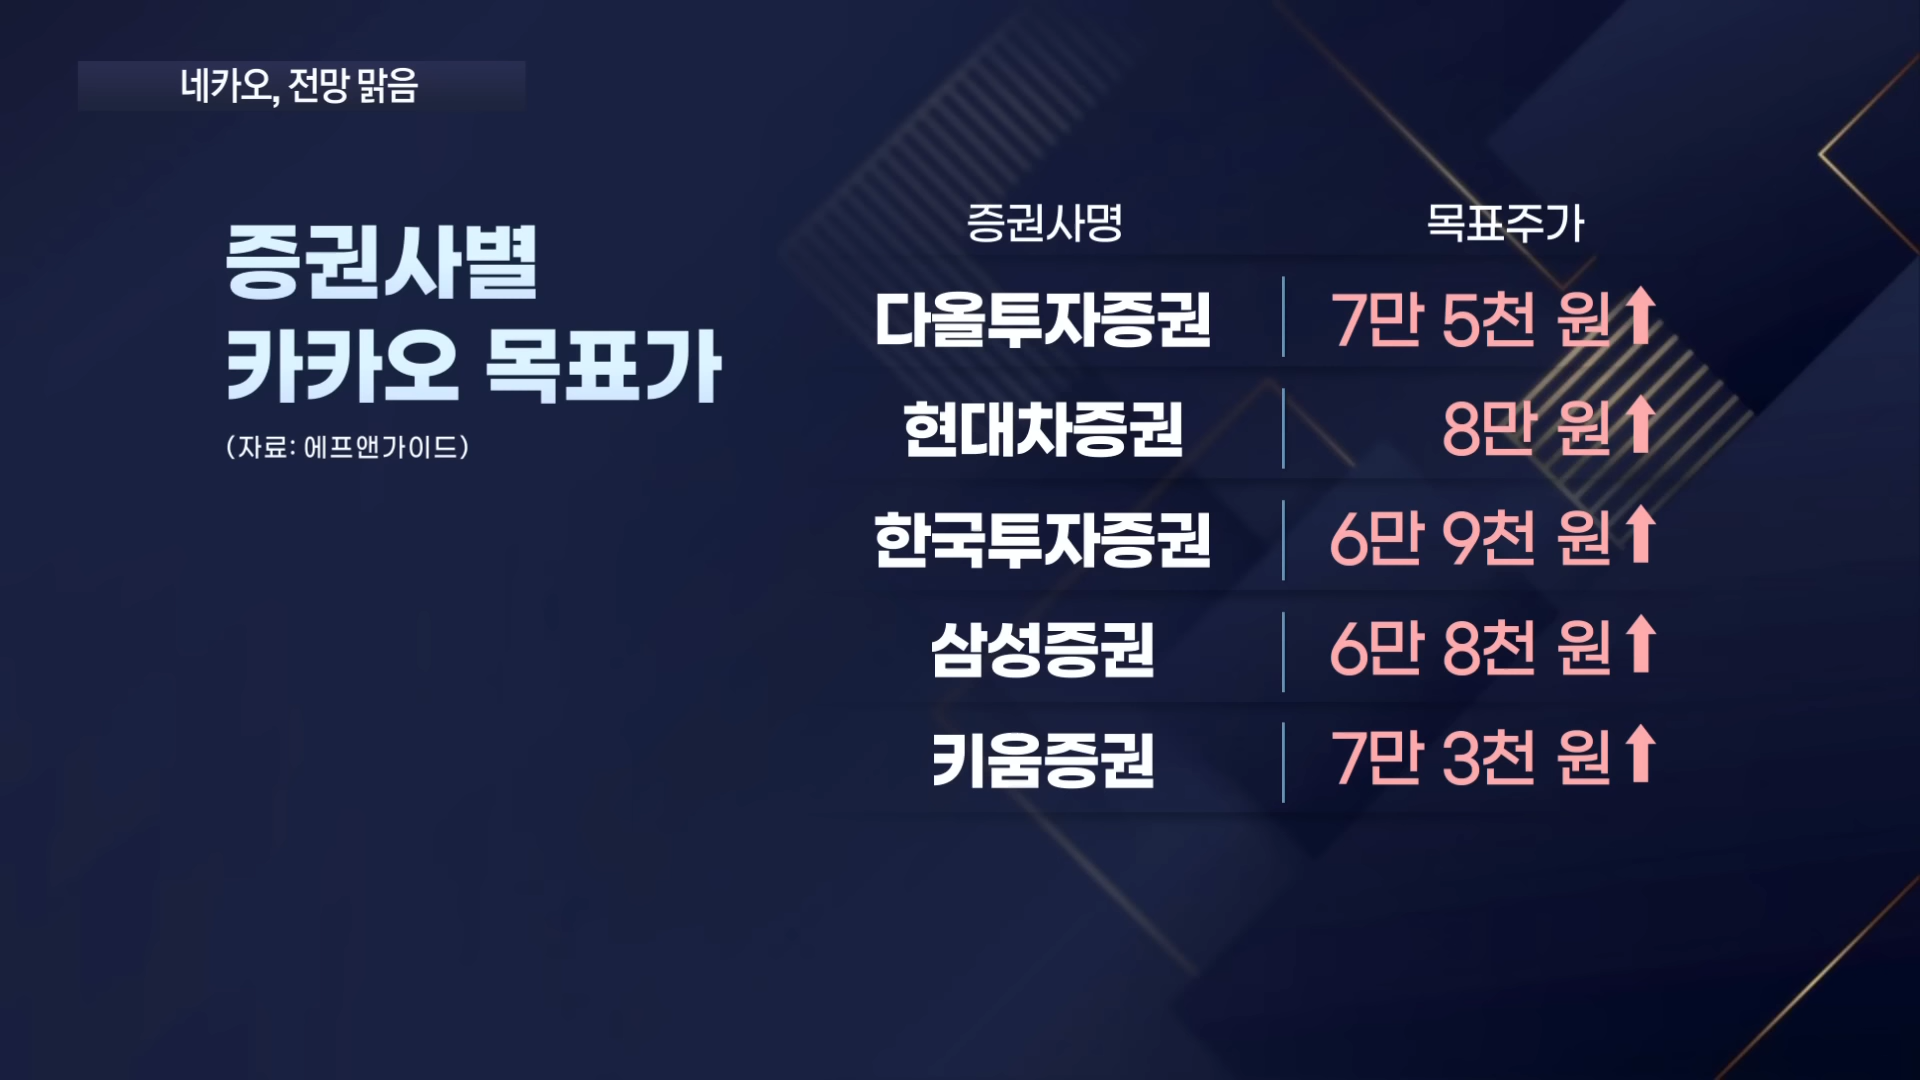 네카오, 전망 맑음
증권사별
카카오 목표가
(자료: 에프앤가이드)
증권사명 목표주가
다올투자증권 7만 5천 원⬆
현대차증권 8만 원⬆
한국투자증권 6만 9천 원⬆
삼성증권 6만 8천 원⬆
키움증권 7만 3천 원⬆